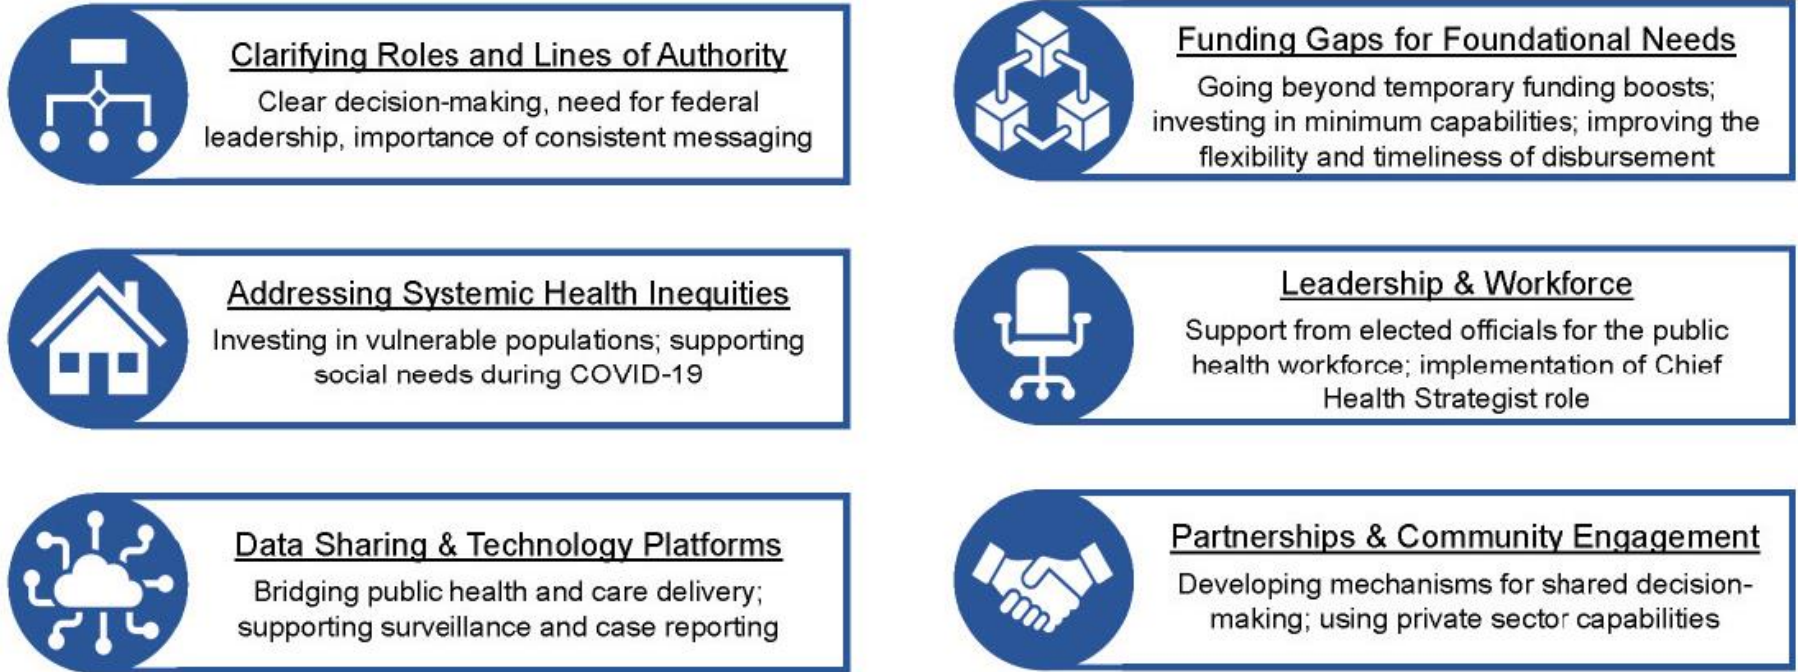 Clarifying Roles and Lines of Authority
Clear decision-making, need for federal
leadership, importance of consistent messaging
Funding Gaps for Foundational Needs
Going beyond temporary funding boosts;
investing in minimum capabilities; improving the
flexibility and timeliness of disbursement
Addressing Systemic Health Inequities
Investing in vulnerable populations; supporting
social needs during COVID-19
Leadership & Workforce
Support from elected officials for the public
health workforce; implementation of Chief
Health Strategist role
Data Sharing & Technology Platforms
Bridging public health and care delivery;
supporting surveillance and case reporting
Partnerships & Community Engagement
Developing mechanisms for shared decision-
making; using private sector capabilities